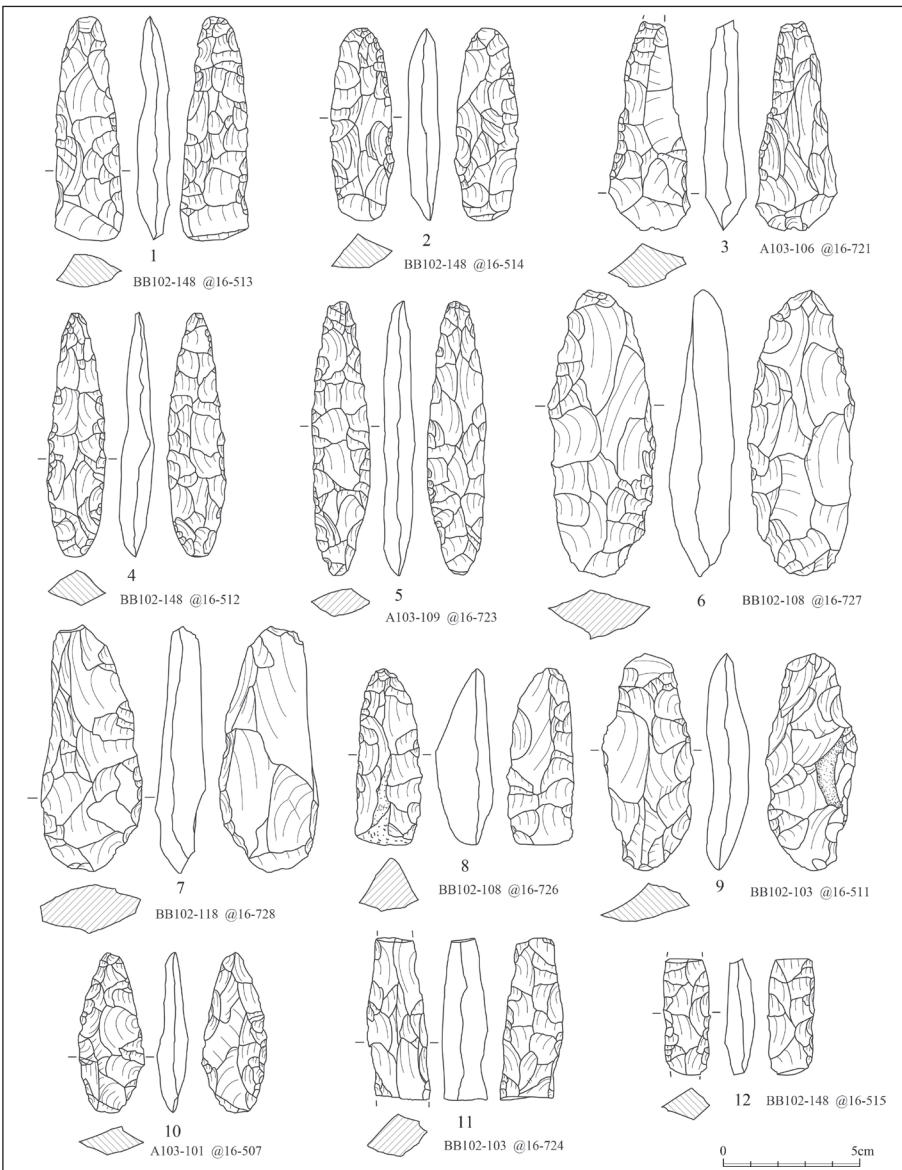 1
BB102-148 @16-513
2
BB102-148 @16-514
3 A103-106 @16-721
4
BB102-148 @16-512
5
A103-109 @16-723
6 BB102-108 @16-727
7
BB102-118 @16-728
8
BB102-108 @16-726
9 BB102-103 @16-511
10
A103-101 @16-507
11
BB102-103 @16-724
12 BB102-148 @16-515
0 5cm